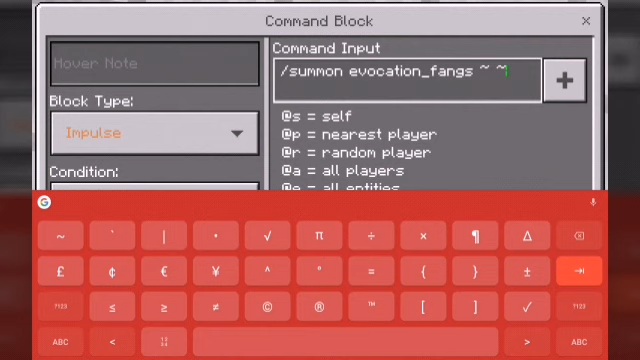 Command Block
Hover Note
Command Input
/summon evocation_fangs ~ ~
Block Type:
Impulse
@s = self
@p = nearest player
@r = random player
Condition:
@a = all players
@e = all entities
~ ` | • √ π ÷ × ¶ Δ
£ ¢ € ¥ ^ ° = { } ±
?123 ≤ ≥ ≠ © ® ™ [ ] ✓ ?123
ABC < > ABC